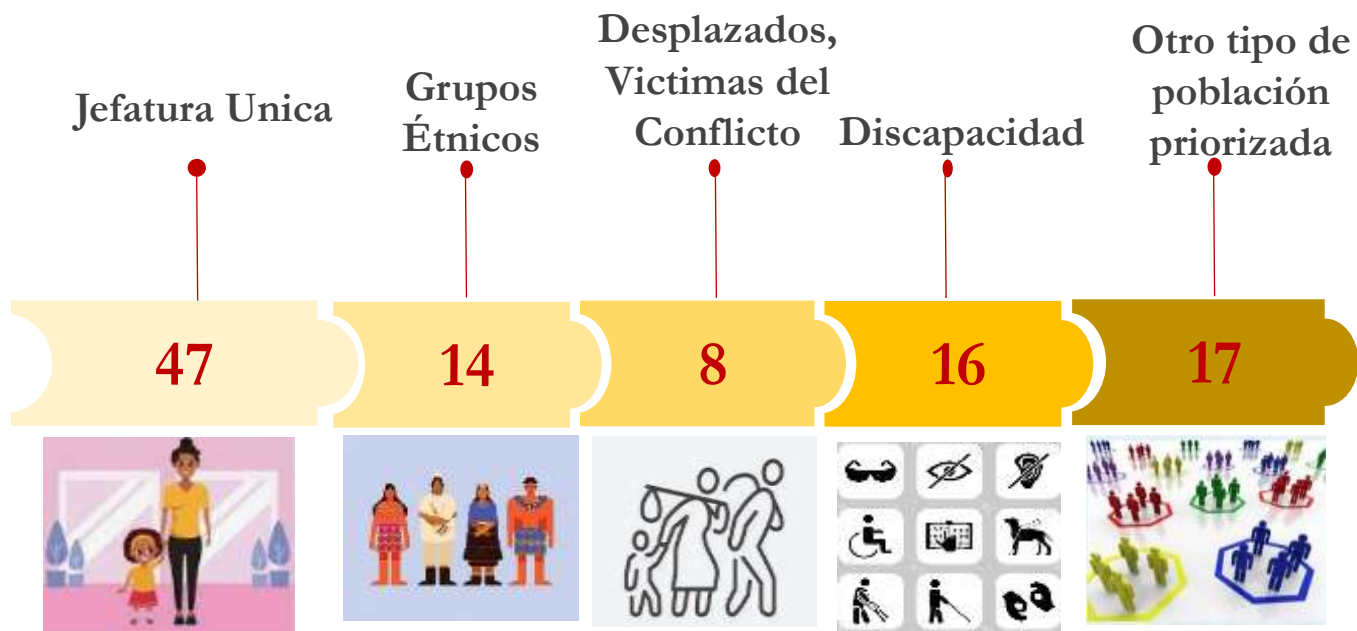 Jefatura Unica
Grupos
Étnicos
Desplazados,
Victimas del
Conflicto
Discapacidad
Otro tipo de
población
priorizada
47
14
8
16
17